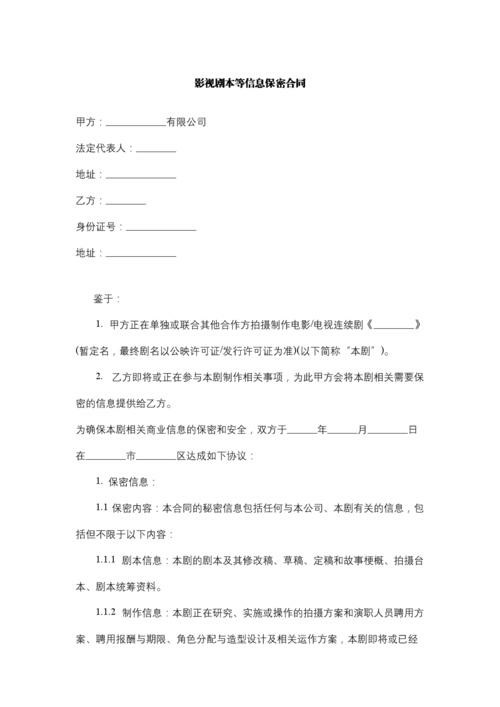 影视剧本等信息保密合同
甲方：____________有限公司
法定代表人：________
地址：______________
乙方：________
身份证号：______________
地址：______________
鉴于：
1. 甲方正在单独或联合其他合作方拍摄制作电影/电视连续剧《________》
(暂定名，最终剧名以公映许可证/发行许可证为准)(以下简称“本剧”)。
2. 乙方即将或正在参与本剧制作相关事项，为此甲方会将本剧相关需要保
密的信息提供给乙方。
为确保本剧相关商业信息的保密和安全，双方于______年______月________日
在________市________区达成如下协议：
1. 保密信息：
1.1 保密内容：本合同的秘密信息包括任何与本公司、本剧有关的信息，包
括但不限于以下内容：
1.1.1 剧本信息：本剧的剧本及其修改稿、草稿、定稿和故事梗概、拍摄台
本、剧本统筹资料。
1.1.2 制作信息：本剧正在研究、实施或操作的拍摄方案和演职人员聘用方
案、聘用报酬与期限、角色分配与造型设计及相关运作方案，本剧即将或已经